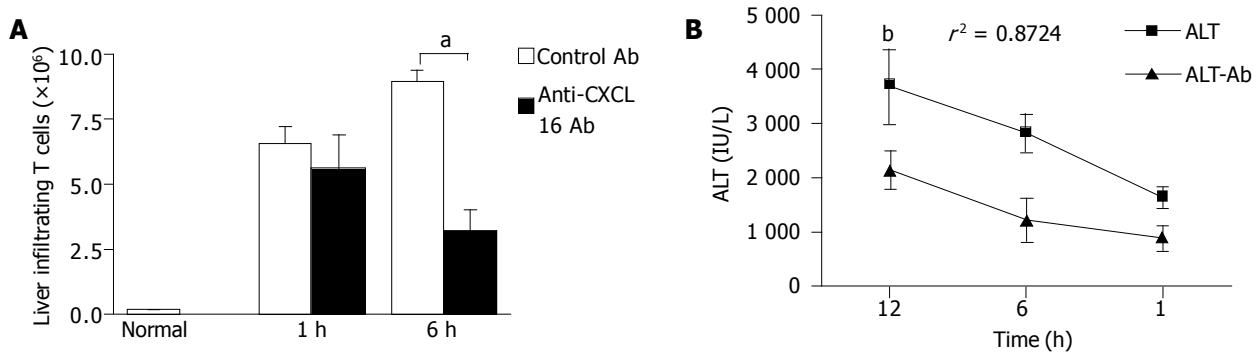 A
Liver infiltrating T cells (×10⁶)
10.0
7.5
5.0
2.5
0.0
Normal
1 h
6 h
a
Control Ab
Anti-CXCL
16 Ab
B
ALT (IU/L)
5 000
4 000
3 000
2 000
1 000
0
b
r² = 0.8724
ALT
ALT-Ab
12
6
1
Time (h)